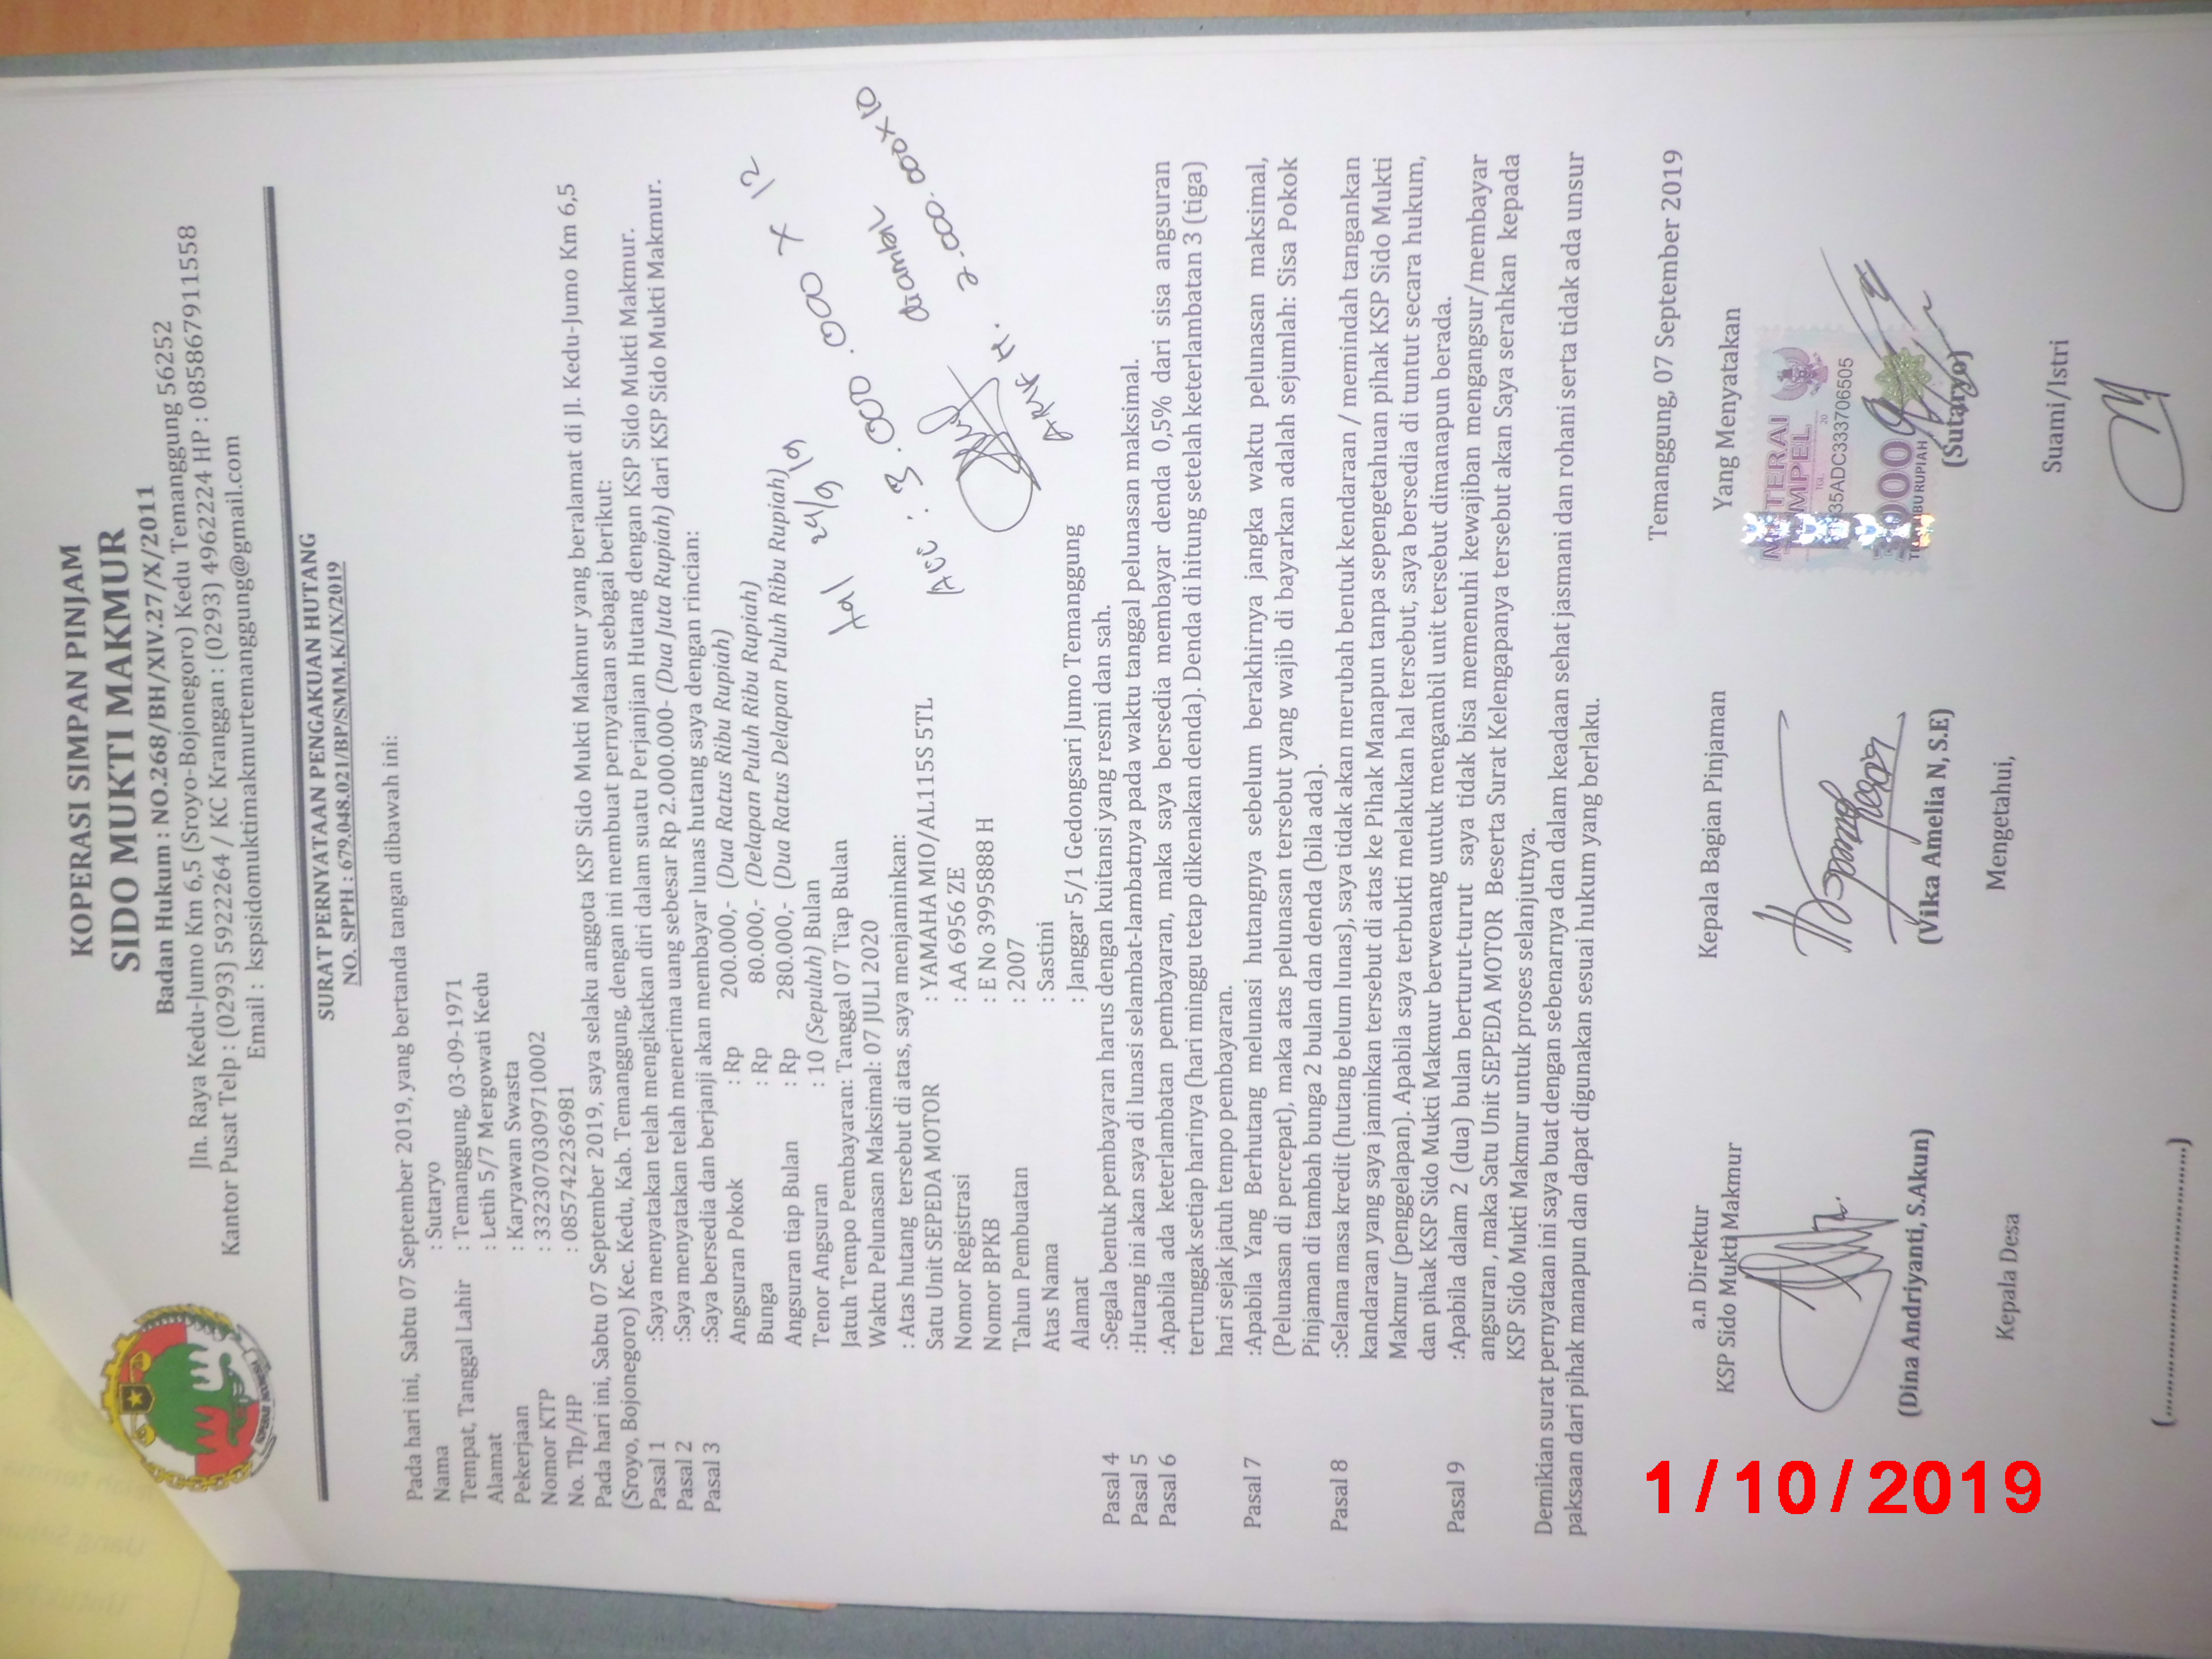 KOPERASI SIMPAN PINJAM
SIDO MUKTI MAKMUR
Badan Hukum : NO.268/BH/XIV.27/X/2011
Jln. Raya Kedu-Jumo Km 6,5 (Sroyo-Bojonegoro) Kedu Temanggung 56252
Kantor Pusat Telp : (0293) 5922264 / KC Kranggan : (0293) 4962224 HP : 085867911558
Email : kspsidomuktimakmurtemanggung@gmail.com
SURAT PERNYATAAN PENGAKUAN HUTANG
NO. SPPH : 679.048.021/BP/SMM.K/IX/2019
Pada hari ini, Sabtu 07 September 2019, yang bertanda tangan dibawah ini:
Nama : Sutaryo
Tempat, Tanggal Lahir : Temanggung, 03-09-1971
Alamat : Letih 5/7 Mergowati Kedu
Pekerjaan : Karyawan Swasta
Nomor KTP : 3323070309710002
No. Tlp/HP : 085742236981
Pada hari ini, Sabtu 07 September 2019, saya selaku anggota KSP Sido Mukti Makmur yang beralamat di Jl. Kedu-Jumo Km 6,5
(Sroyo, Bojonegoro) Kec. Kedu, Kab. Temanggung, dengan ini membuat pernyataan sebagai berikut:
Pasal 1 :Saya menyatakan telah mengikatkan diri dalam suatu Perjanjian Hutang dengan KSP Sido Mukti Makmur.
Pasal 2 :Saya menyatakan telah menerima uang sebesar Rp 2.000.000- (Dua Juta Rupiah) dari KSP Sido Mukti Makmur.
Pasal 3 :Saya bersedia dan berjanji akan membayar lunas hutang saya dengan rincian:
Angsuran Pokok : Rp 200.000,- (Dua Ratus Ribu Rupiah)
Bunga : Rp 80.000,- (Delapan Puluh Ribu Rupiah)
Angsuran tiap Bulan : Rp 280.000,- (Dua Ratus Delapan Puluh Ribu Rupiah)
Tenor Angsuran : 10 (Sepuluh) Bulan
Jatuh Tempo Pembayaran: Tanggal 07 Tiap Bulan
Waktu Pelunasan Maksimal: 07 JULI 2020
: Atas hutang tersebut di atas, saya menjaminkan:
Satu Unit SEPEDA MOTOR : YAMAHA MIO/AL115S 5TL
Nomor Registrasi : AA 6956 ZE
Nomor BPKB : E No 3995888 H
Tahun Pembuatan : 2007
Atas Nama : Sastini
Alamat : Janggar 5/1 Gedongsari Jumo Temanggung
24/9 19
Acc : 3.000.000 x 12
diambil
2.000.000 x 10
Pasal 4 :Segala bentuk pembayaran harus dengan kuitansi yang resmi dan sah.
Pasal 5 :Hutang ini akan saya di lunasi selambat-lambatnya pada waktu tanggal pelunasan maksimal.
Pasal 6 :Apabila ada keterlambatan pembayaran, maka saya bersedia membayar denda 0,5% dari sisa angsuran
tertunggak setiap harinya (hari minggu tetap dikenakan denda). Denda di hitung setelah keterlambatan 3 (tiga)
hari sejak jatuh tempo pembayaran.
Pasal 7 :Apabila Yang Berhutang melunasi hutangnya sebelum berakhirnya jangka waktu pelunasan maksimal,
(Pelunasan di percepat), maka atas pelunasan tersebut yang wajib di bayarkan adalah sejumlah: Sisa Pokok
Pinjaman di tambah bunga 2 bulan dan denda (bila ada).
Pasal 8 :Selama masa kredit (hutang belum lunas), saya tidak akan merubah bentuk kendaraan / memindah tangankan
kandaraan yang saya jaminkan tersebut di atas ke Pihak Manapun tanpa sepengetahuan pihak KSP Sido Mukti
Makmur (penggelapan). Apabila saya terbukti melakukan hal tersebut, saya bersedia di tuntut secara hukum,
dan pihak KSP Sido Mukti Makmur berwenang untuk mengambil unit tersebut dimanapun berada.
Pasal 9 :Apabila dalam 2 (dua) bulan berturut-turut saya tidak bisa memenuhi kewajiban mengangsur/membayar
angsuran , maka Satu Unit SEPEDA MOTOR Beserta Surat Kelengapanya tersebut akan Saya serahkan kepada
KSP Sido Mukti Makmur untuk proses selanjutnya.
Demikian surat pernyataan ini saya buat dengan sebenarnya dan dalam keadaan sehat jasmani dan rohani serta tidak ada unsur
paksaan dari pihak manapun dan dapat digunakan sesuai hukum yang berlaku.
Temanggung, 07 September 2019
a.n Direktur
KSP Sido Mukti Makmur Kepala Bagian Pinjaman Yang Menyatakan
METERAI
TEMPEL
TGL. 20
35ADC333706505
RIBU RUPIAH
(Dina Andriyanti, S.Akun) (Vika Amelia N, S.E) (Sutaryo)
Mengetahui,
Kepala Desa Suami/Istri
(....................................)
1/10/2019